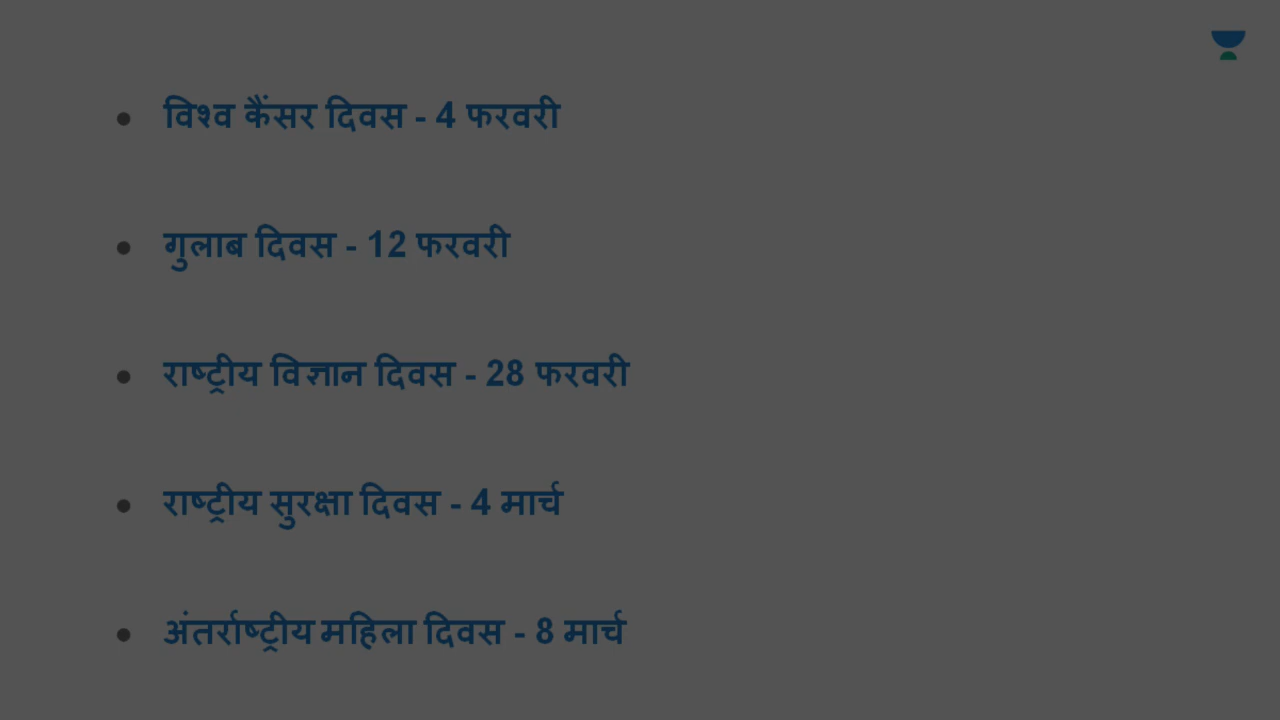 विश्व कैंसर दिवस - 4 फरवरी
गुलाब दिवस - 12 फरवरी
राष्ट्रीय विज्ञान दिवस - 28 फरवरी
राष्ट्रीय सुरक्षा दिवस - 4 मार्च
अंतर्राष्ट्रीय महिला दिवस - 8 मार्च